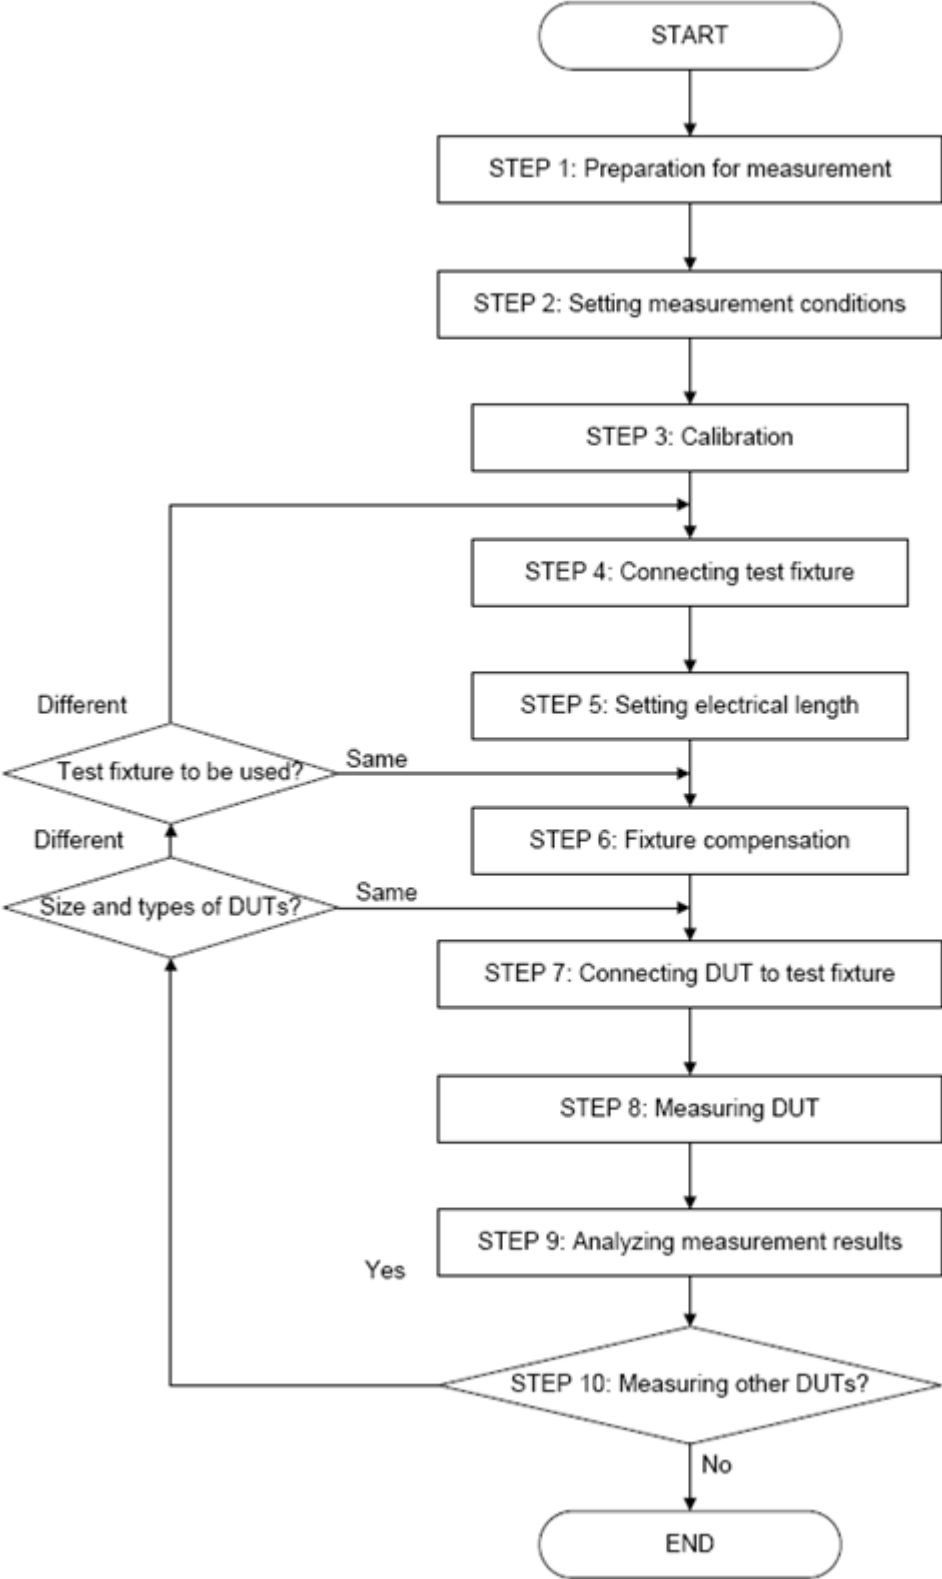 START
STEP 1: Preparation for measurement
STEP 2: Setting measurement conditions
STEP 3: Calibration
STEP 4: Connecting test fixture
STEP 5: Setting electrical length
Different
Test fixture to be used?
Same
STEP 6: Fixture compensation
Different
Size and types of DUTs?
Same
STEP 7: Connecting DUT to test fixture
STEP 8: Measuring DUT
STEP 9: Analyzing measurement results
Yes
STEP 10: Measuring other DUTs?
No
END